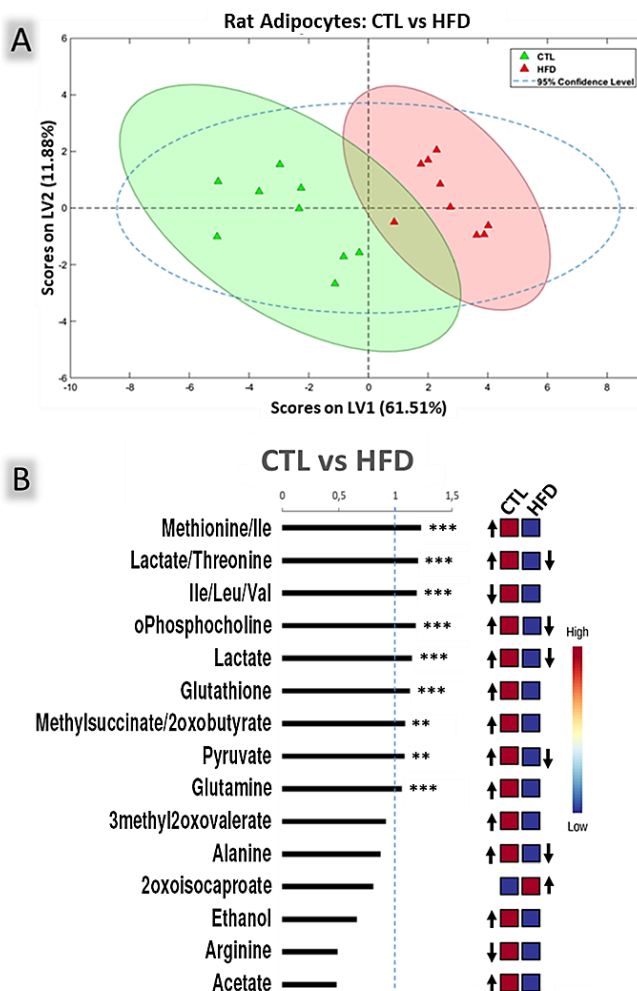 A
Rat Adipocytes: CTL vs HFD
CTL
HFD
95% Confidence Level
Scores on LV2 (11.88%)
6
4
2
0
-2
-4
-6
-10
-8
-6
-4
-2
0
2
4
6
8
Scores on LV1 (61.51%)
B
CTL vs HFD
0
0,5
1
1,5
CTL
HFD
Methionine/Ile ***
Lactate/Threonine ***
Ile/Leu/Val ***
oPhosphocholine ***
Lactate ***
Glutathione ***
Methylsuccinate/2oxobutyrate **
Pyruvate **
Glutamine ***
3methyl2oxovalerate
Alanine
2oxoisocaproate
Ethanol
Arginine
Acetate
High
Low